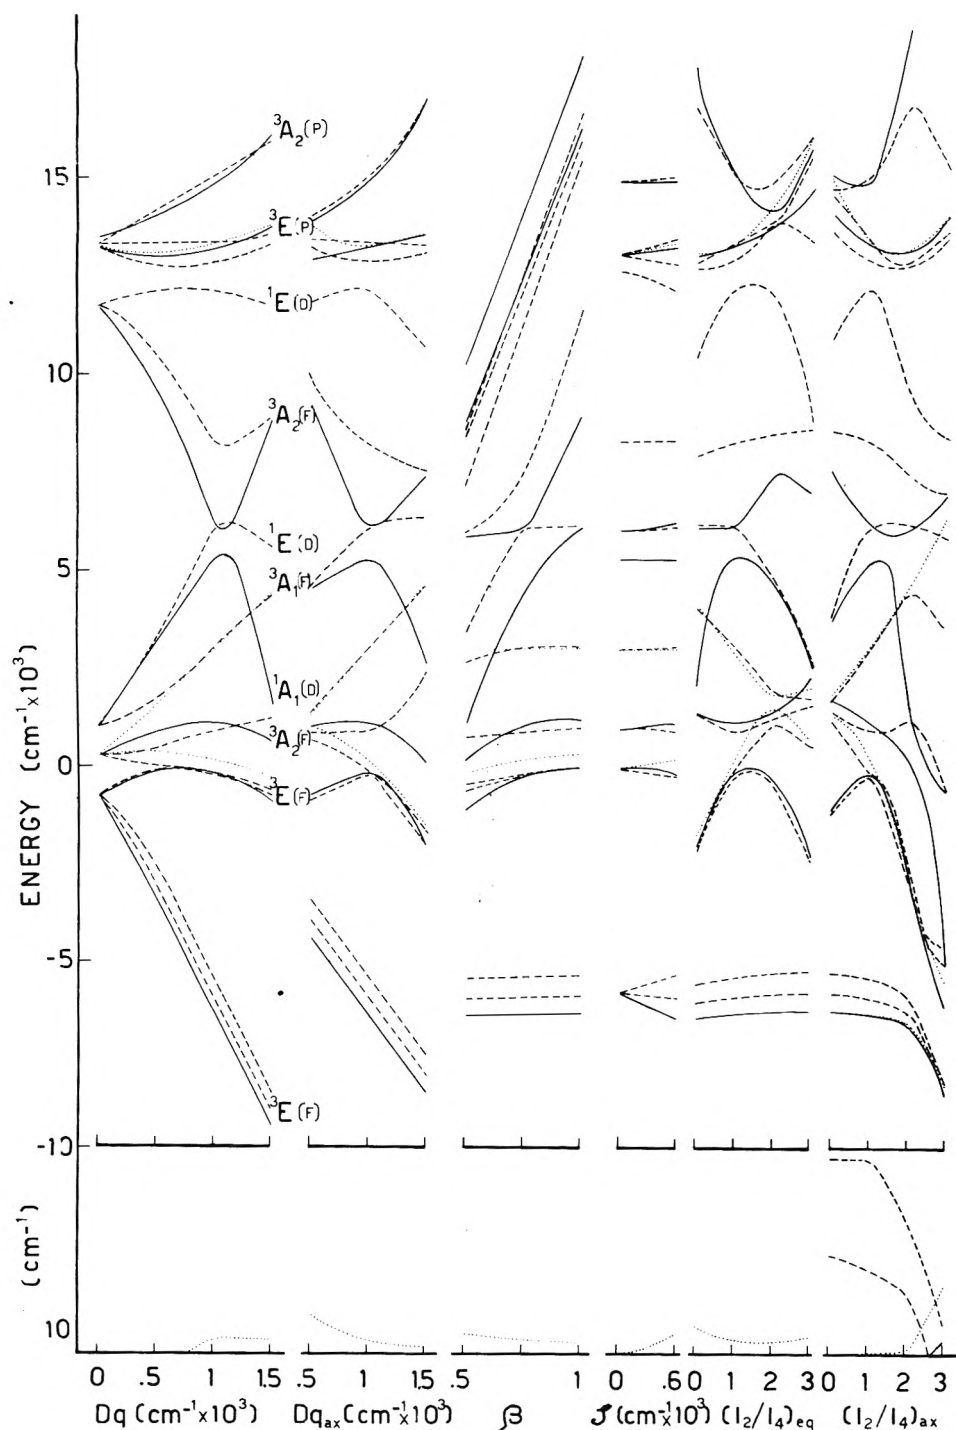 15
10
5
0
-5
-10
10
ENERGY (cm⁻¹x10³)
(cm⁻¹)
³A₂(P)
³E(P)
¹E(D)
³A₂(F)
¹E(D)
³A₁(F)
¹A₁(D)
³A₂(F)
³E(F)
³E(F)
0 .5 1 1.5 .5 1 1.5 .5 1 0 .6 0 1 2 3 0 1 2 3
Dq (cm⁻¹x10³) Dqax(cm⁻¹x10³) β ζ (cm⁻¹x10³) (I₂/I₄)eq (I₂/I₄)ax